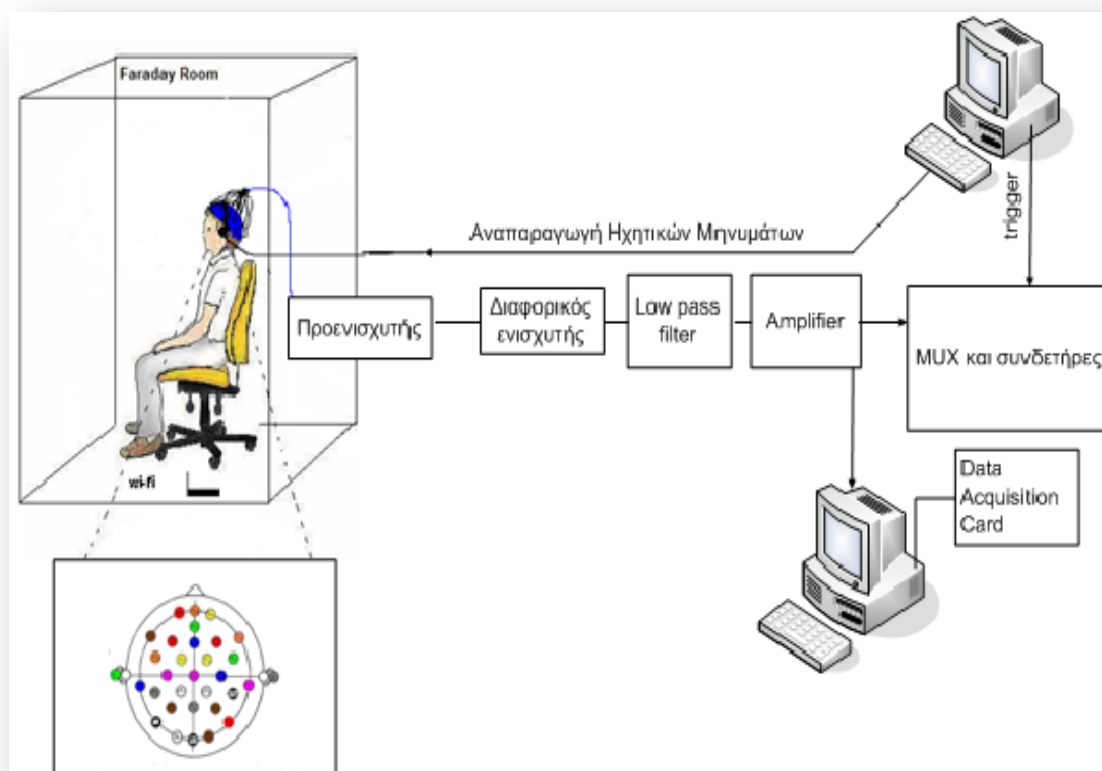 Faraday Room
trigger
Αναπαραγωγή Ηχητικών Μηνυμάτων
Προενισχυτής
Διαφορικός
ενισχυτής
Low pass
filter
Amplifier
MUX και συνδετήρες
Data
Acquisition
Card
wi-fi